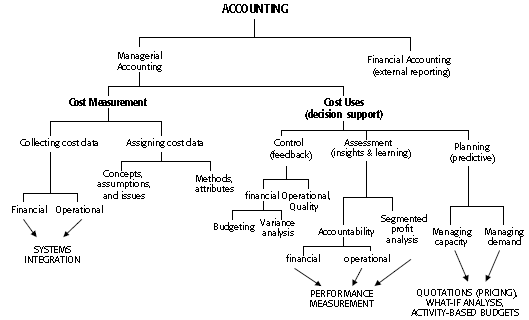 ACCOUNTING
Managerial
Accounting
Financial Accounting
(external reporting)
Cost Measurement
Cost Uses
(decision support)
Collecting cost data
Assigning cost data
Control
(feedback)
Assessment
(insights & learning)
Planning
(predictive)
Concepts,
assumptions,
and issues
Methods,
attributes
financial Operational,
Quality
Financial
Operational
Budgeting
Variance
analysis
Accountability
Segmented
profit
analysis
Managing
capacity
Managing
demand
financial
operational
SYSTEMS
INTEGRATION
PERFORMANCE
MEASUREMENT
QUOTATIONS (PRICING),
WHAT-IF ANALYSIS,
ACTIVITY-BASED BUDGETS